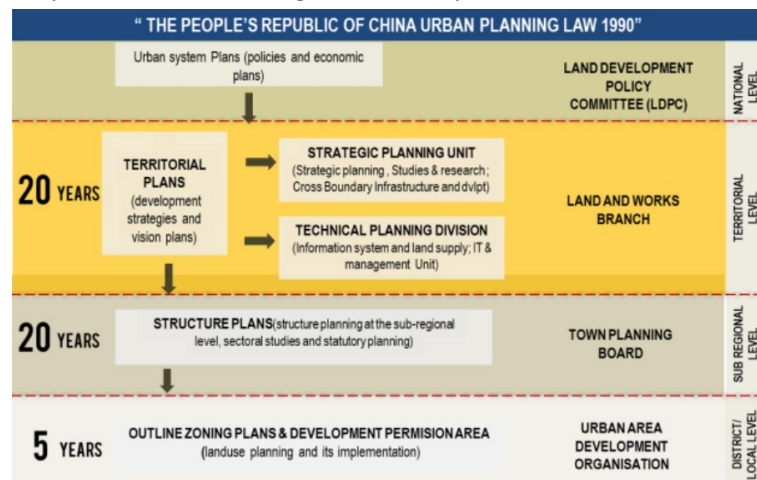 “ THE PEOPLE’S REPUBLIC OF CHINA URBAN PLANNING LAW 1990”
Urban system Plans (policies and economic
plans)
LAND DEVELOPMENT
POLICY
COMMITTEE (LDPC)
NATIONAL
LEVEL
20 YEARS
TERRITORIAL
PLANS
(development
strategies and
vision plans)
STRATEGIC PLANNING UNIT
(Strategic planning , Studies & research;
Cross Boundary Infrastructure and dvlpt)
TECHNICAL PLANNING DIVISION
(Information system and land supply; IT &
management Unit)
LAND AND WORKS
BRANCH
TERRITORIAL
LEVEL
20 YEARS
STRUCTURE PLANS(structure planning at the sub-regional
level, sectoral studies and statutory planning)
TOWN PLANNING
BOARD
SUB REGIONAL
LEVEL
5 YEARS
OUTLINE ZONING PLANS & DEVELOPMENT PERMISION AREA
(landuse planning and its implementation)
URBAN AREA
DEVELOPMENT
ORGANISATION
DISTRICT/
LOCAL LEVEL